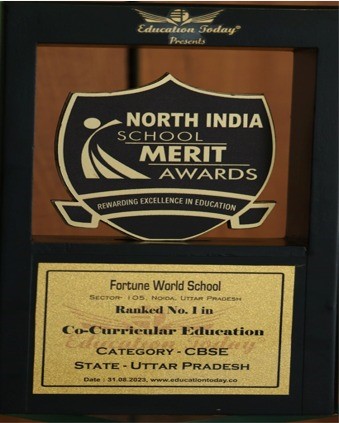 Education Today®
Presents
NORTH INDIA
SCHOOL
MERIT
AWARDS
REWARDING EXCELLENCE IN EDUCATION
Fortune World School
SECTOR- 105, NOIDA, UTTAR PRADESH
Ranked No. 1 in
Co-Curricular Education
Education Today
CATEGORY - CBSE
STATE - UTTAR PRADESH
Date : 31.08.2023, www.educationtoday.co